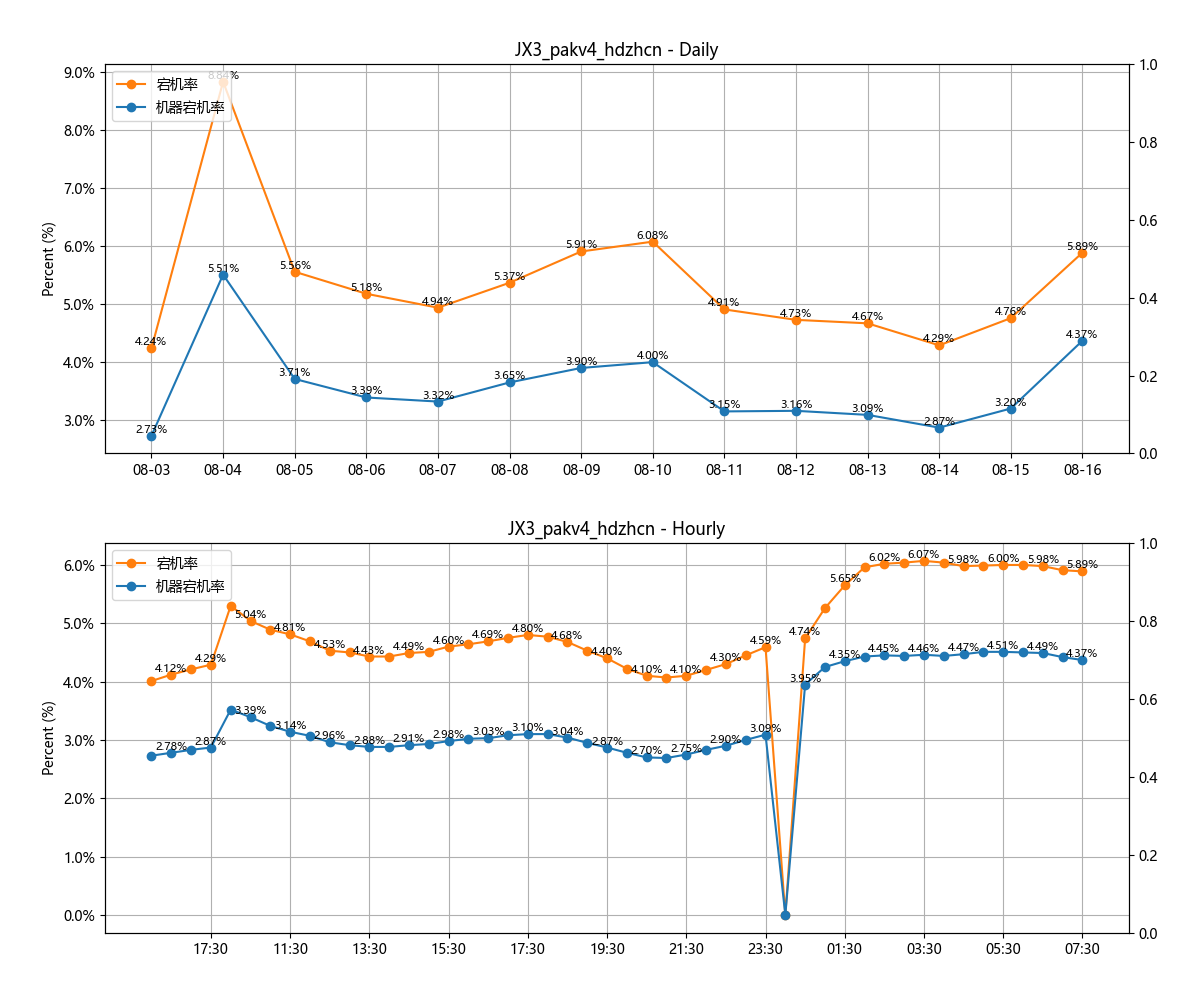 JX3_pakv4_hdzhcn - Daily
宕机率
机器宕机率
Percent (%)
9.0%
8.0%
7.0%
6.0%
5.0%
4.0%
3.0%
1.0
0.8
0.6
0.4
0.2
0.0
4.24% 8.84% 5.56% 5.18% 4.94% 5.37% 5.91% 6.08% 4.91% 4.73% 4.67% 4.29% 4.76% 5.89%
2.73% 5.51% 3.71% 3.39% 3.32% 3.65% 3.90% 4.00% 3.15% 3.16% 3.09% 2.87% 3.20% 4.37%
08-03 08-04 08-05 08-06 08-07 08-08 08-09 08-10 08-11 08-12 08-13 08-14 08-15 08-16
JX3_pakv4_hdzhcn - Hourly
宕机率
机器宕机率
Percent (%)
6.0%
5.0%
4.0%
3.0%
2.0%
1.0%
0.0%
1.0
0.8
0.6
0.4
0.2
0.0
4.12% 4.29% 5.04% 4.81% 4.53% 4.43% 4.49% 4.60% 4.69% 4.80% 4.68% 4.40% 4.10% 4.10% 4.30% 4.59% 4.74% 5.65% 6.02% 6.07% 5.98% 6.00% 5.98% 5.89%
2.78% 2.87% 3.39% 3.14% 2.96% 2.88% 2.91% 2.98% 3.03% 3.10% 3.04% 2.87% 2.70% 2.75% 2.90% 3.09% 3.95% 4.35% 4.45% 4.46% 4.47% 4.51% 4.49% 4.37%
17:30 11:30 13:30 15:30 17:30 19:30 21:30 23:30 01:30 03:30 05:30 07:30